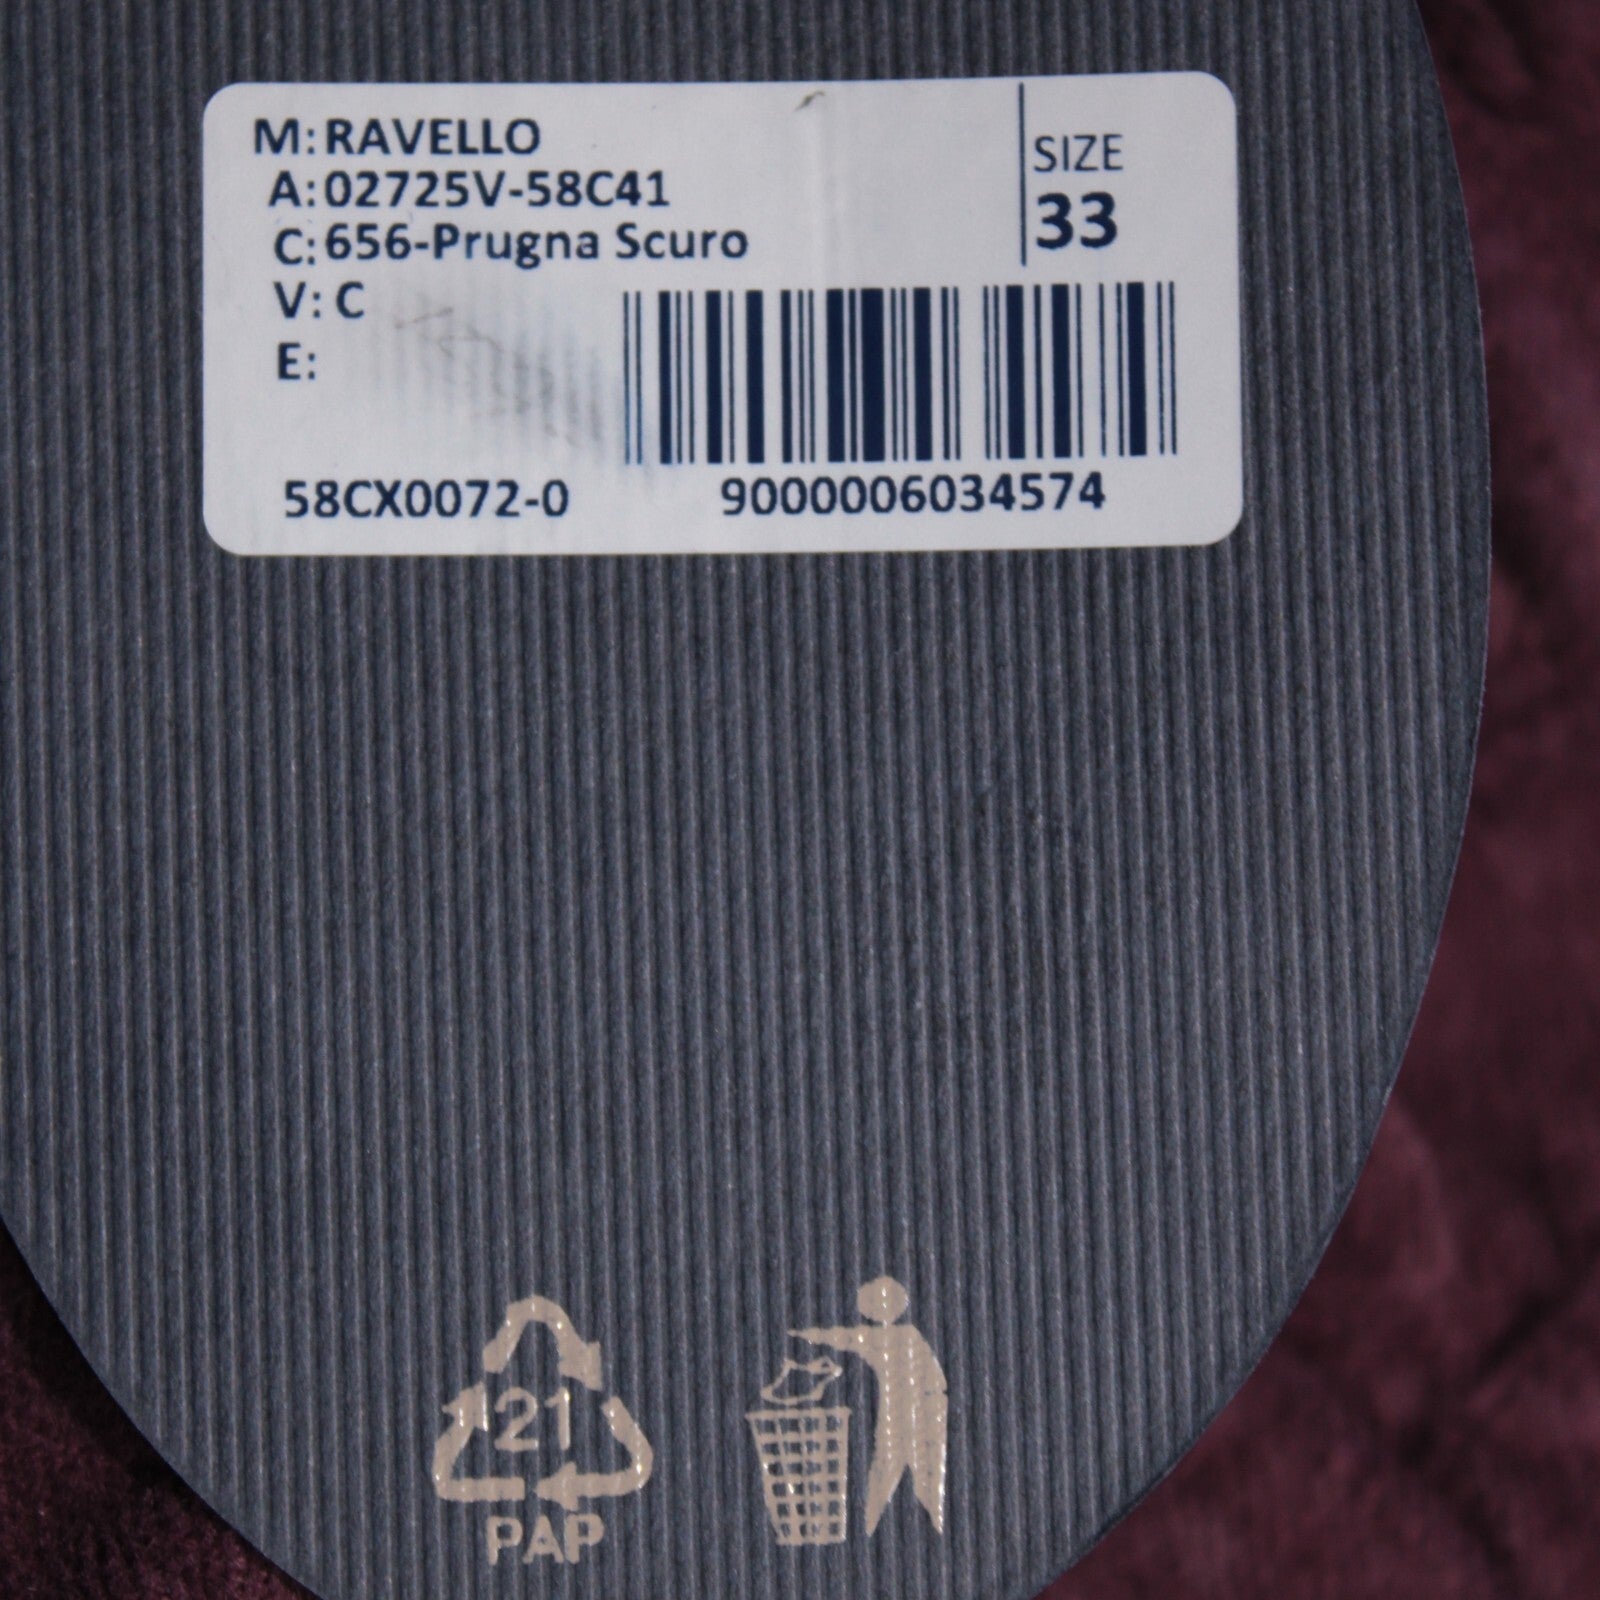 M: RAVELLO
A: 02725V-58C41
C: 656-Prugna Scuro
V: C
E:
SIZE
33
58CX0072-0
9000006034574
21
PAP